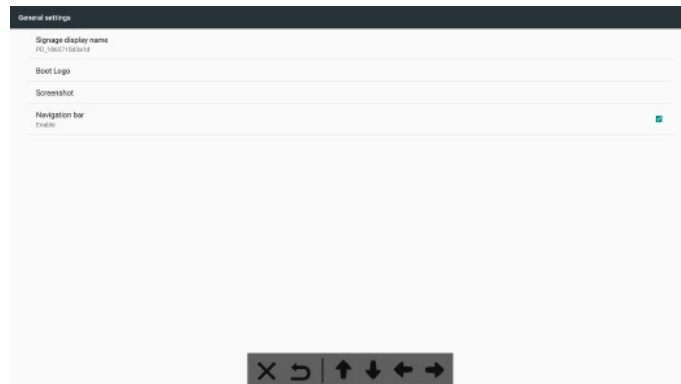 General settings
Signage display name
Boot Logo
Screenshot
Navigation bar
Enable